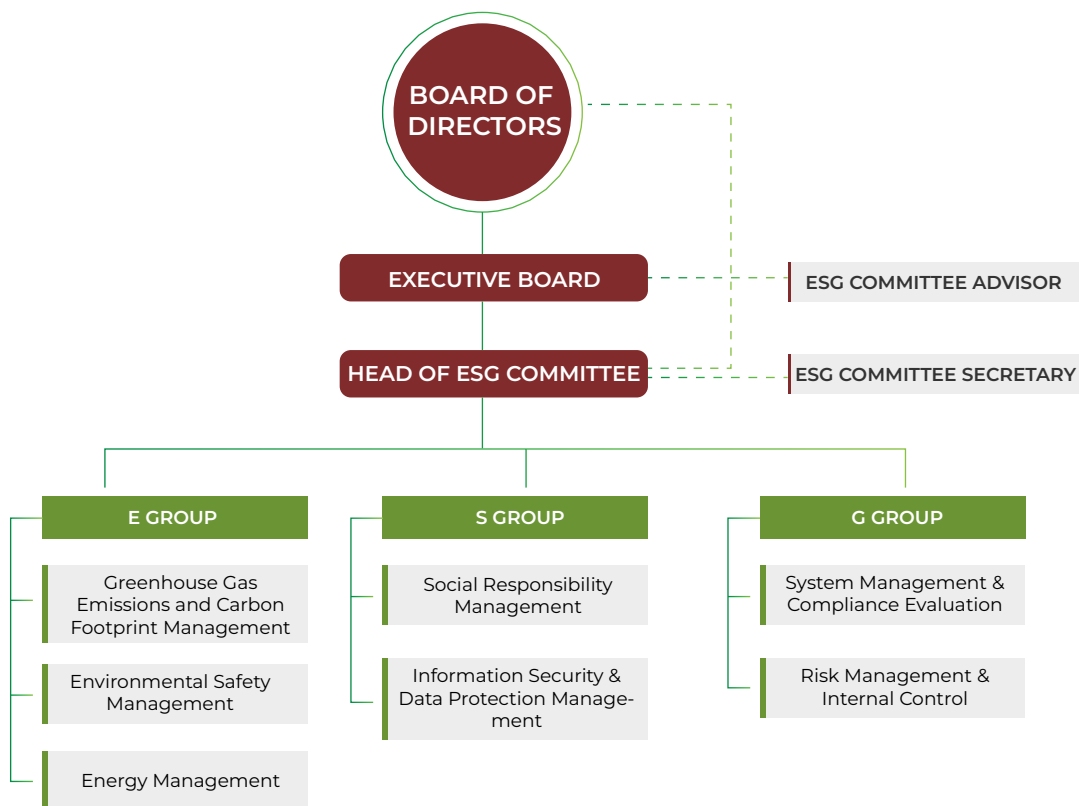 BOARD OF
DIRECTORS
EXECUTIVE BOARD
ESG COMMITTEE ADVISOR
HEAD OF ESG COMMITTEE
ESG COMMITTEE SECRETARY
E GROUP
S GROUP
G GROUP
Greenhouse Gas
Emissions and Carbon
Footprint Management
Social Responsibility
Management
System Management &
Compliance Evaluation
Environmental Safety
Management
Information Security &
Data Protection Manage-
ment
Risk Management &
Internal Control
Energy Management